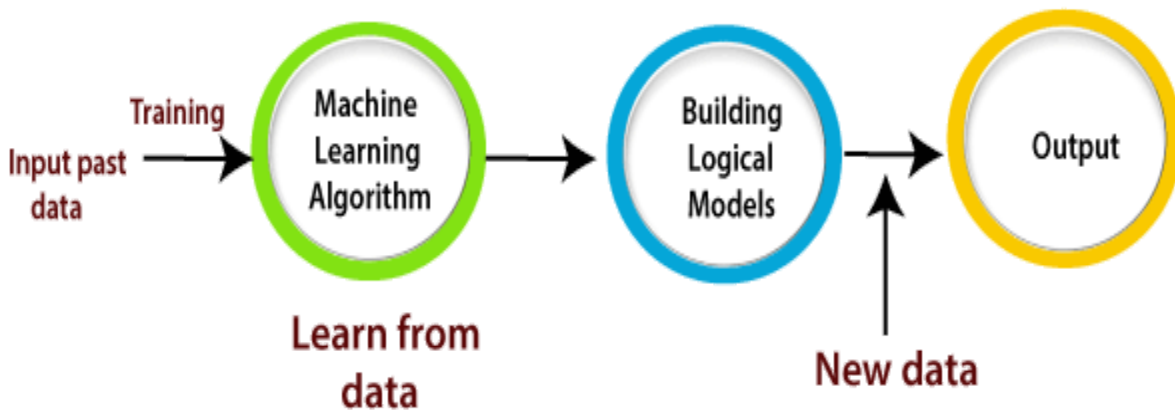 Training
Input past
data
Machine
Learning
Algorithm
Learn from
data
Building
Logical
Models
New data
Output